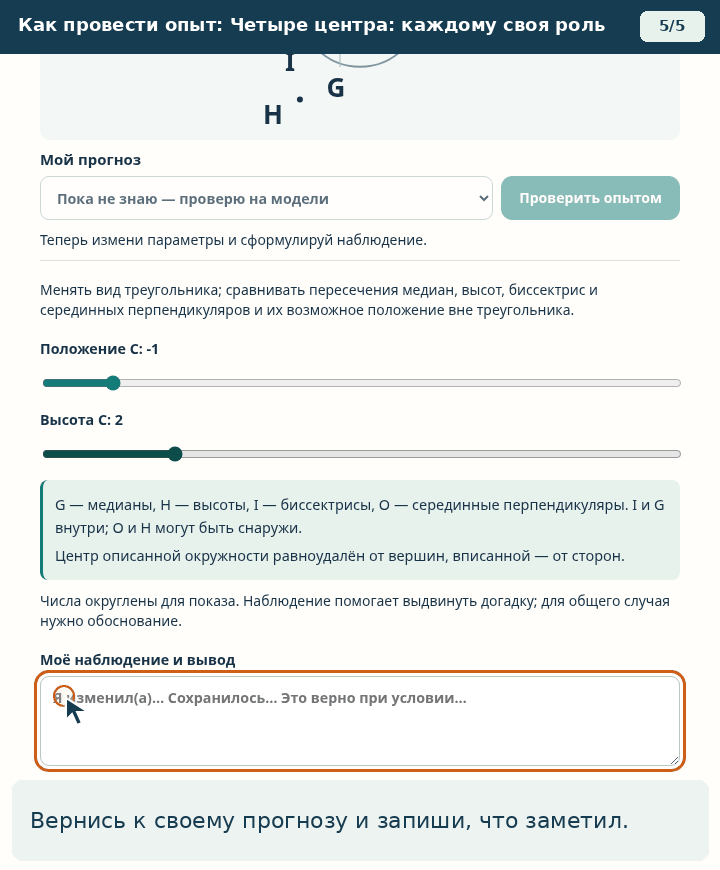 Как провести опыт: Четыре центра: каждому своя роль
5/5
I
G
H
Мой прогноз
Пока не знаю — проверю на модели
Проверить опытом
Теперь измени параметры и сформулируй наблюдение.
Менять вид треугольника; сравнивать пересечения медиан, высот, биссектрис и
серединных перпендикуляров и их возможное положение вне треугольника.
Положение C: -1
Высота C: 2
G — медианы, H — высоты, I — биссектрисы, O — серединные перпендикуляры. I и G
внутри; O и H могут быть снаружи.
Центр описанной окружности равноудалён от вершин, вписанной — от сторон.
Числа округлены для показа. Наблюдение помогает выдвинуть догадку; для общего случая
нужно обоснование.
Моё наблюдение и вывод
Я изменил(а)... Сохранилось... Это верно при условии...
Вернись к своему прогнозу и запиши, что заметил.